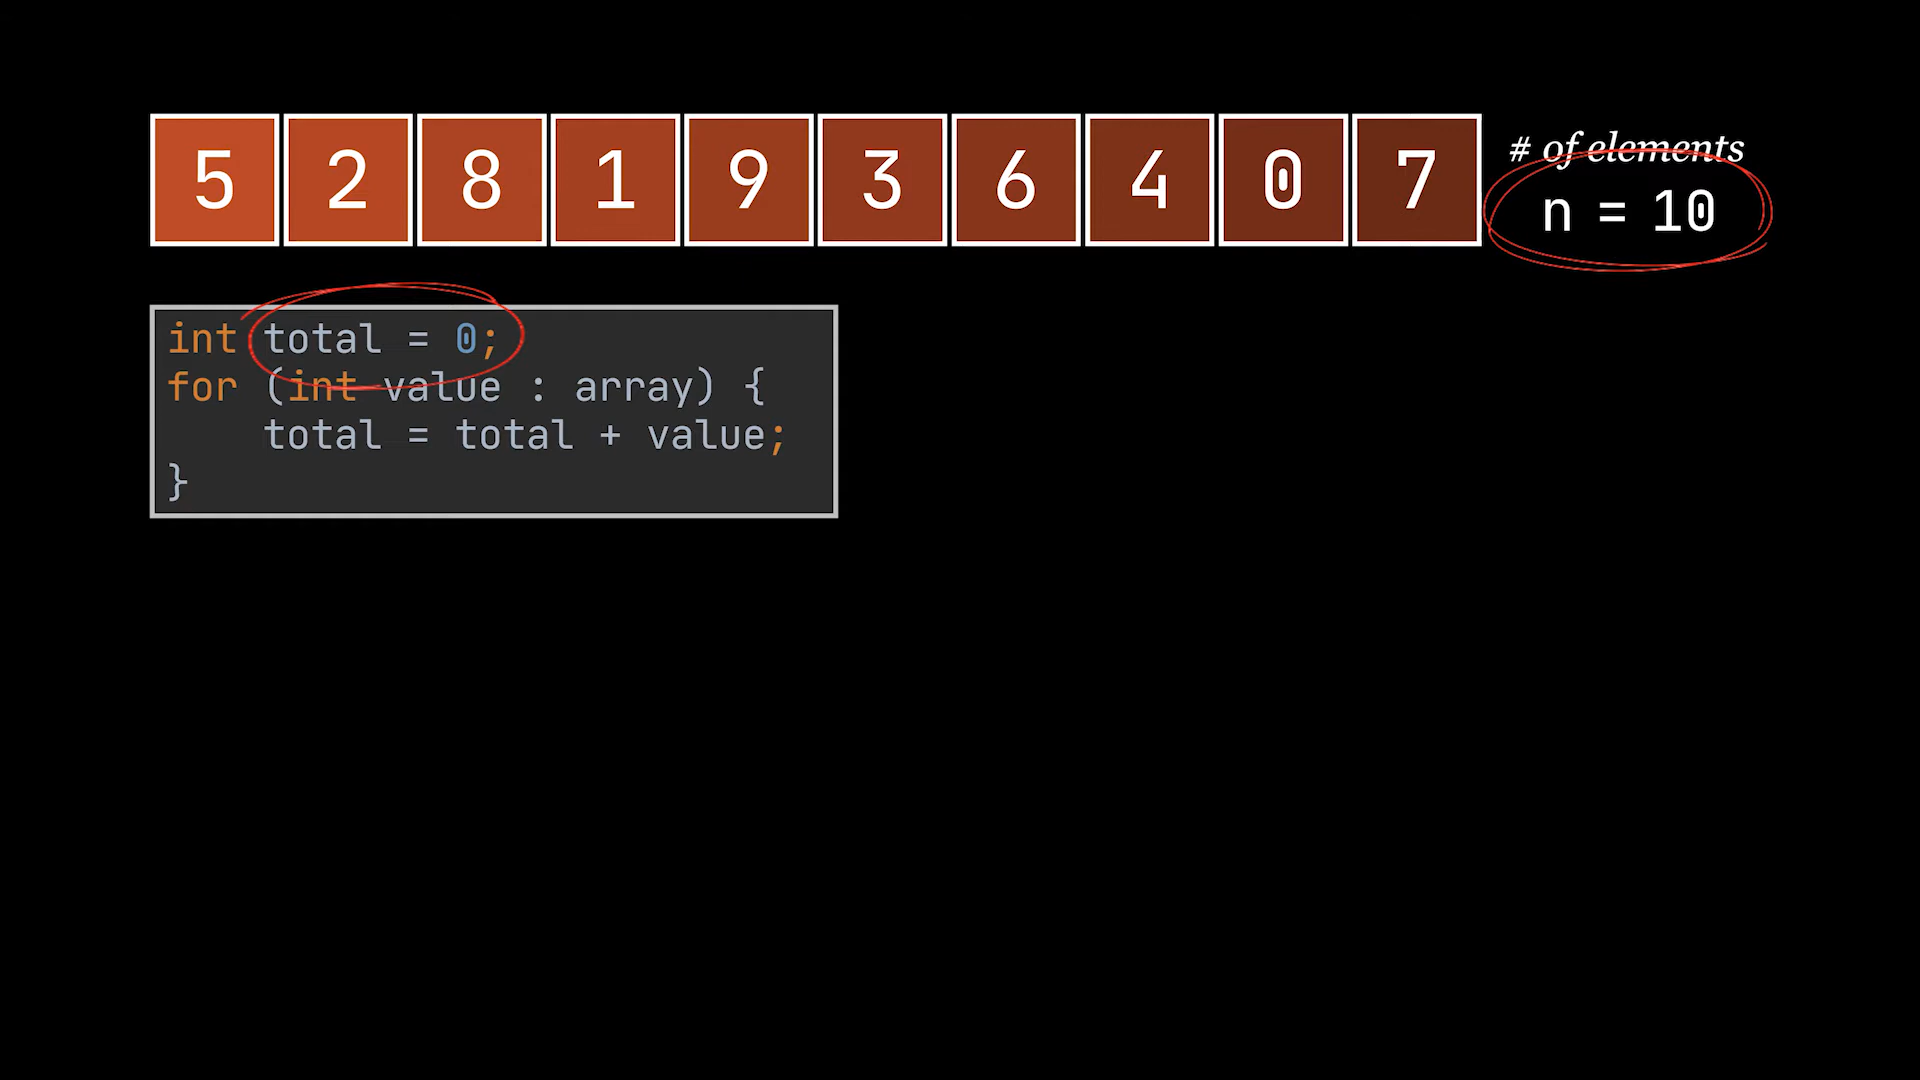 5 2 8 1 9 3 6 4 0 7
# of elements
n = 10
int total = 0;
for (int value : array) {
    total = total + value;
}